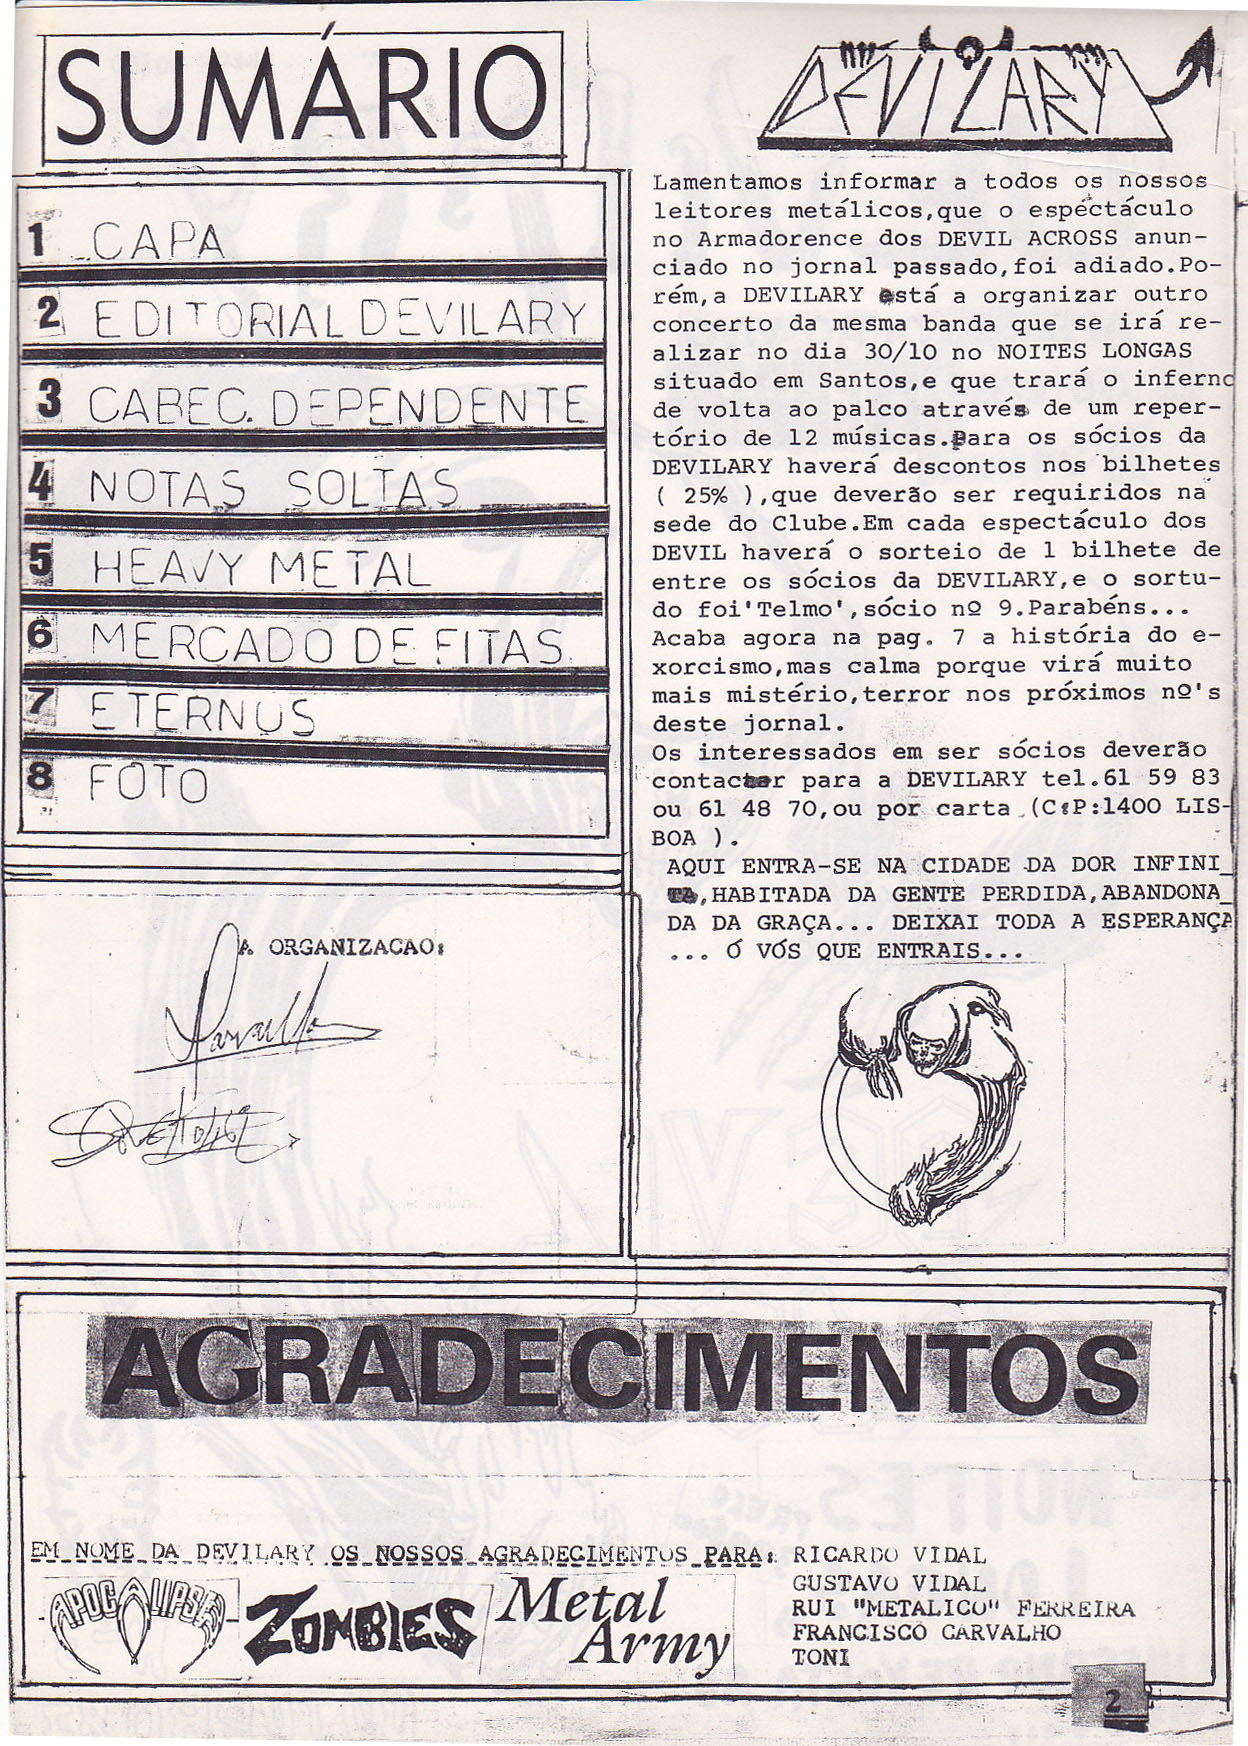 SUMÁRIO
1 CAPA
2 EDITORIAL DEVILARY
3 CABEC. DEPENDENTE
4 NOTAS SOLTAS
5 HEAVY METAL
6 MERCADO DE FITAS
7 ETERNUS
8 FOTO
A ORGANIZACAO:
DEVILARY
Lamentamos informar a todos os nossos
leitores metálicos,que o espectáculo
no Armadorence dos DEVIL ACROSS anun-
ciado no jornal passado,foi adiado.Po-
rém,a DEVILARY está a organizar outro
concerto da mesma banda que se irá re-
alizar no dia 30/10 no NOITES LONGAS
situado em Santos,e que trará o inferno
de volta ao palco através de um reper-
tório de 12 músicas.Para os sócios da
DEVILARY haverá descontos nos bilhetes
( 25% ),que deverão ser requiridos na
sede do Clube.Em cada espectáculo dos
DEVIL haverá o sorteio de 1 bilhete de
entre os sócios da DEVILARY,e o sortu-
do foi'Telmo',sócio nº 9.Parabéns...
Acaba agora na pag. 7 a história do e-
xorcismo,mas calma porque virá muito
mais mistério,terror nos próximos nº's
deste jornal.
Os interessados em ser sócios deverão
contactar para a DEVILARY tel.61 59 83
ou 61 48 70,ou por carta (C.P:1400 LIS-
BOA ).
AQUI ENTRA-SE NA CIDADE DA DOR INFINI_
TA,HABITADA DA GENTE PERDIDA,ABANDONA_
DA DA GRAÇA... DEIXAI TODA A ESPERANÇA
... Ó VÓS QUE ENTRAIS...
AGRADECIMENTOS
EM NOME DA DEVILARY OS NOSSOS AGRADECIMENTOS PARA: RICARDO VIDAL
GUSTAVO VIDAL
RUI "METALICO" FERREIRA
FRANCISCO CARVALHO
TONI
APOCALIPSE
ZOMBIES
Metal
Army
2